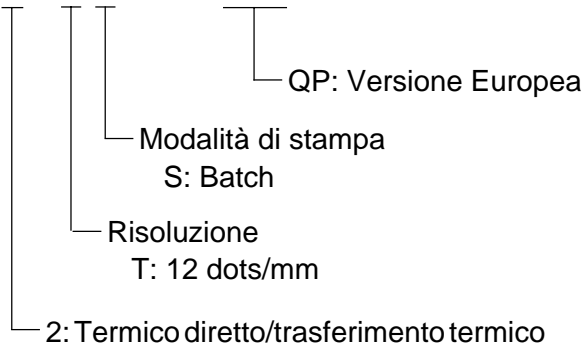 QP: Versione Europea
Modalità di stampa
S: Batch
Risoluzione
T: 12 dots/mm
2: Termico diretto/trasferimento termico